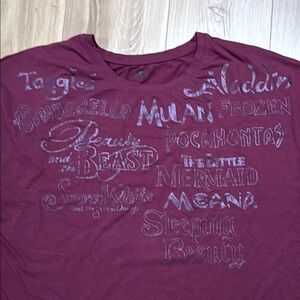 Tangled
Aladdin
CINDERELLA
MULAN
FROZEN
Beauty
and the BEAST
POCAHONTAS
THE LITTLE
MERMAID
Snow White
and the Seven Dwarfs
MOANA
Sleeping
Beauty